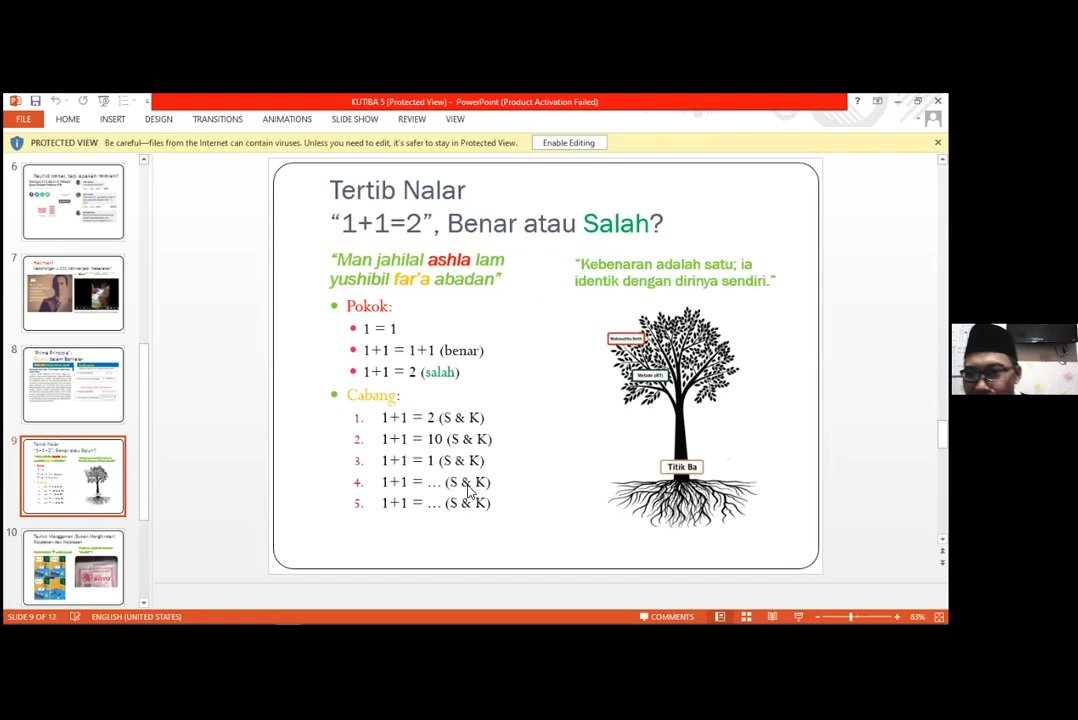 KUTIBA 5 [Protected View] - PowerPoint (Product Activation Failed)
FILE HOME INSERT DESIGN TRANSITIONS ANIMATIONS SLIDE SHOW REVIEW VIEW
PROTECTED VIEW Be careful—files from the Internet can contain viruses. Unless you need to edit, it's safer to stay in Protected View. Enable Editing
6
7
8
9
10
Tertib Nalar
“1+1=2”, Benar atau Salah?
“Man jahilal ashla lam
yushibil far’a abadan”
• Pokok:
• 1 = 1
• 1+1 = 1+1 (benar)
• 1+1 = 2 (salah)
• Cabang:
1. 1+1 = 2 (S & K)
2. 1+1 = 10 (S & K)
3. 1+1 = 1 (S & K)
4. 1+1 = … (S & K)
5. 1+1 = … (S & K)
“Kebenaran adalah satu; ia
identik dengan dirinya sendiri.”
Titik Ba
SLIDE 9 OF 12 ENGLISH (UNITED STATES) COMMENTS 83%